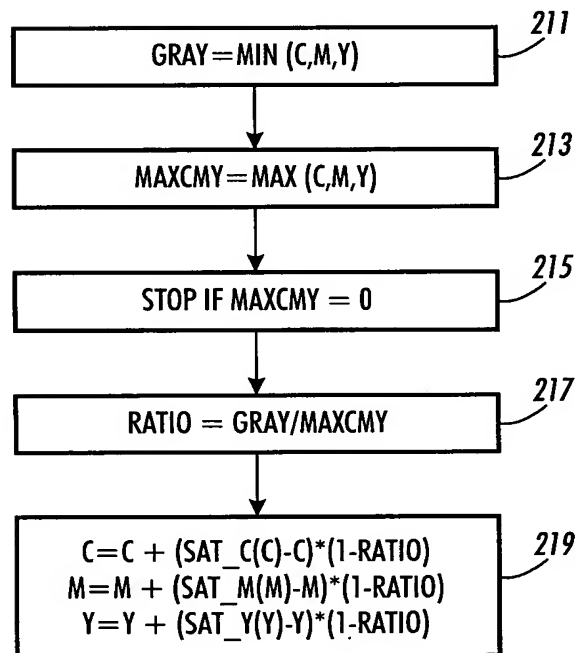 211
GRAY=MIN (C,M,Y)
213
MAXCMY=MAX (C,M,Y)
215
STOP IF MAXCMY = 0
217
RATIO = GRAY/MAXCMY
219
C=C + (SAT_C(C)-C)*(1-RATIO)
M=M + (SAT_M(M)-M)*(1-RATIO)
Y=Y + (SAT_Y(Y)-Y)*(1-RATIO)